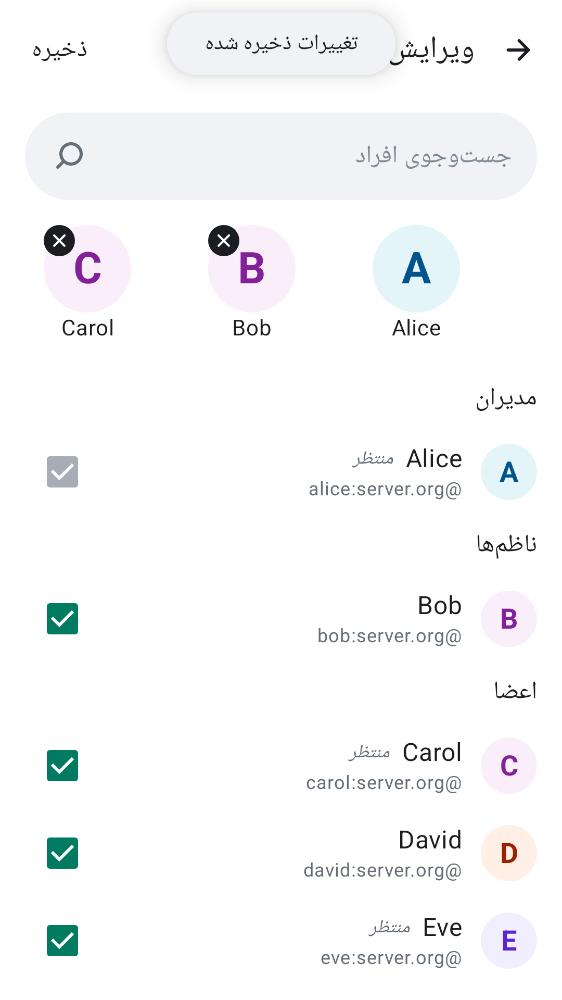 ویرایش
تغییرات ذخیره شده
ذخیره
جست‌وجوی افراد
A
B
C
Alice
Bob
Carol
مدیران
A
Alice منتظر
@alice:server.org
ناظم‌ها
B
Bob
@bob:server.org
اعضا
C
Carol منتظر
@carol:server.org
D
David
@david:server.org
E
Eve منتظر
@eve:server.org